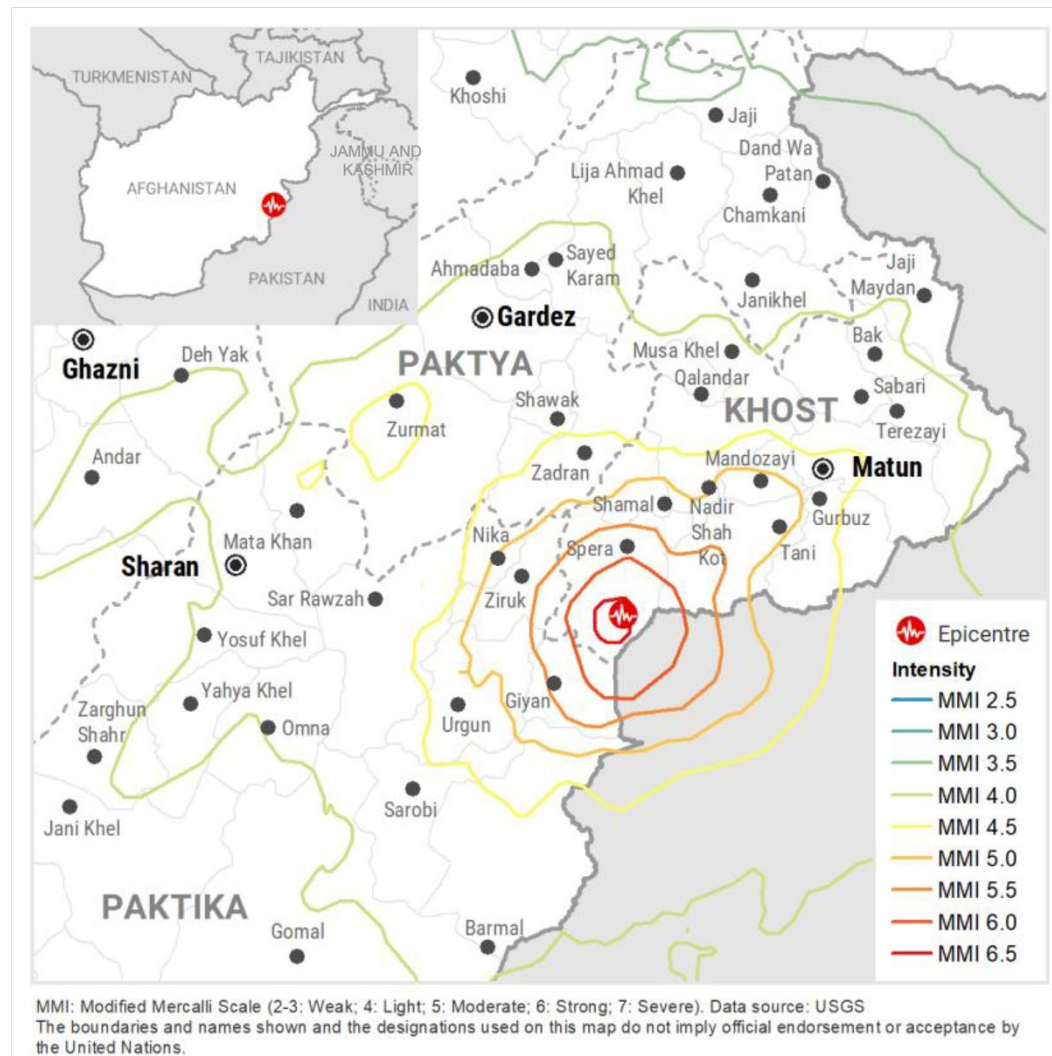 TURKMENISTAN
TAJIKISTAN
JAMMU AND
KASHMIR
AFGHANISTAN
PAKISTAN
INDIA
Khoshi
Jaji
Dand Wa
Patan
Lija Ahmad
Khel
Chamkani
Sayed
Karam
Ahmadaba
Jaji
Maydan
Janikhel
Gardez
Ghazni
Deh Yak
PAKTYA
Musa Khel
Bak
Qalandar
Sabari
KHOST
Terezayi
Zurmat
Shawak
Andar
Zadran
Mandozayi
Matun
Shamal
Nadir
Shah
Kot
Gurbuz
Tani
Nika
Spera
Mata Khan
Sharan
Ziruk
Sar Rawzah
Yosuf Khel
Yahya Khel
Giyan
Zarghun
Shahr
Omna
Urgun
Sarobi
Jani Khel
PAKTIKA
Gomal
Barmal
Epicentre
Intensity
MMI 2.5
MMI 3.0
MMI 3.5
MMI 4.0
MMI 4.5
MMI 5.0
MMI 5.5
MMI 6.0
MMI 6.5
MMI: Modified Mercalli Scale (2-3: Weak; 4: Light; 5: Moderate; 6: Strong; 7: Severe). Data source: USGS
The boundaries and names shown and the designations used on this map do not imply official endorsement or acceptance by
the United Nations.